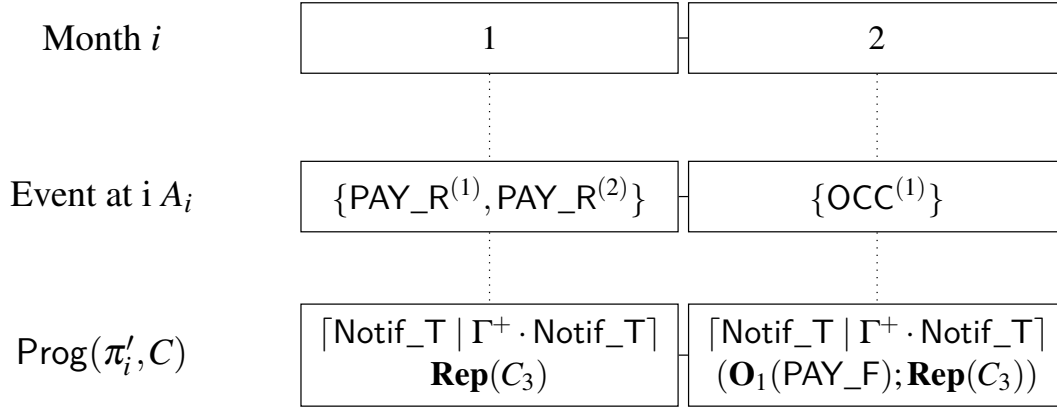 Month i 1 2
Event at i A_i {PAY_R^(1), PAY_R^(2)} {OCC^(1)}
Prog(π′_i, C) ⌈Notif_T | Γ⁺ · Notif_T⌉ ⌈Notif_T | Γ⁺ · Notif_T⌉
Rep(C_3) (O_1(PAY_F); Rep(C_3))